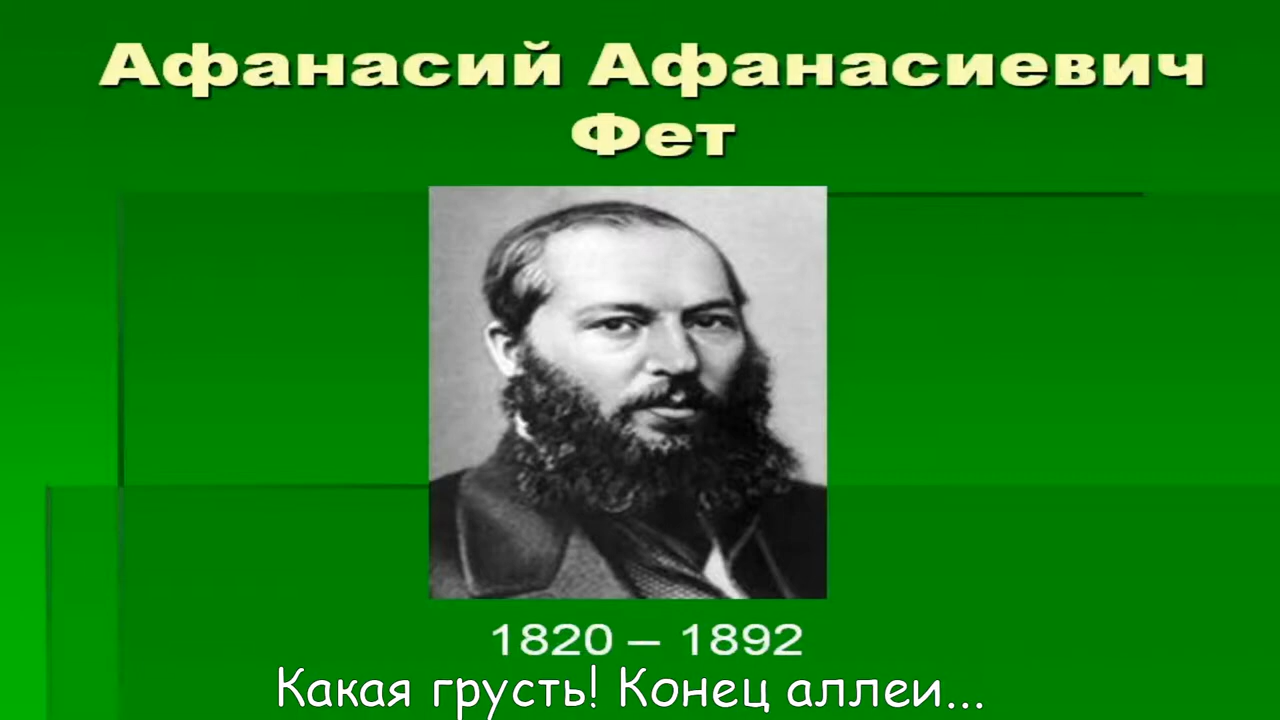 Афанасий Афанасиевич
Фет
1820 – 1892
Какая грусть! Конец аллеи...